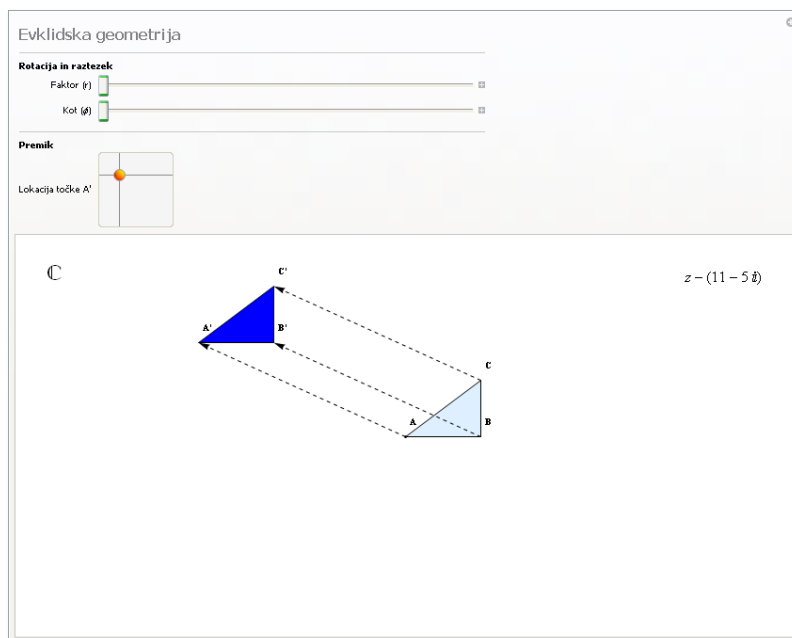 Evklidska geometrija
Rotacija in raztezek
Faktor (r)
Kot (ϕ)
Premik
Lokacija točke A'
ℂ
z − (11 − 5 ⅈ)
C'
A'
B'
C
A
B